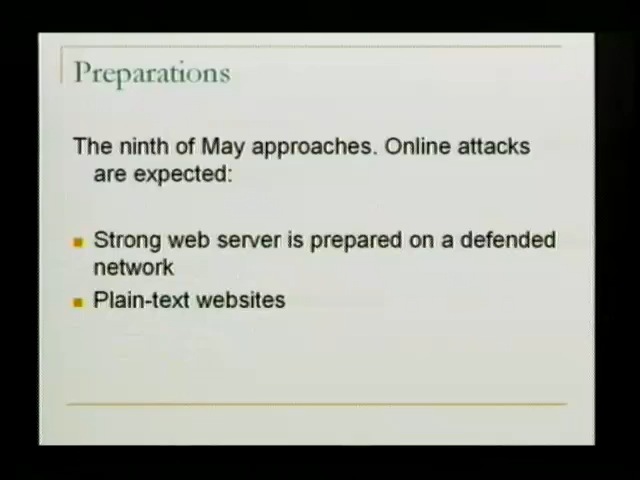 Preparations
The ninth of May approaches. Online attacks
are expected:
Strong web server is prepared on a defended
network
Plain-text websites